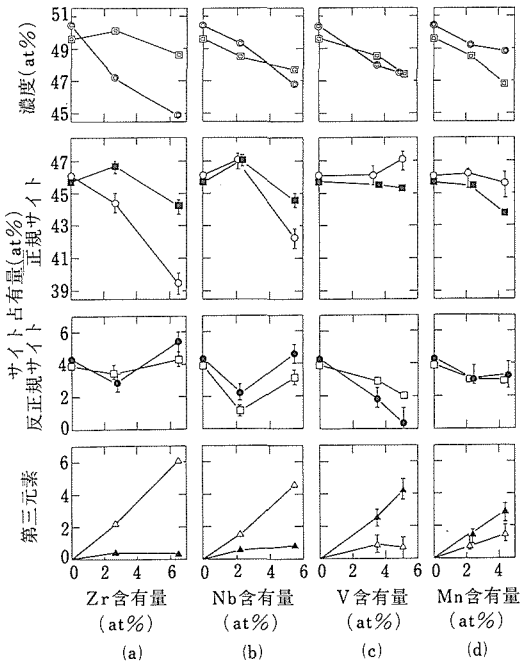 濃度(at%)
51
49
47
45
サイト占有量(at%)
正規サイト
47
45
43
41
39
反正規サイト
6
4
2
0
第三元素
6
4
2
0
0 2 4 6
0 2 4 6
0 2 4 6
0 2 4 6
Zr含有量
(at%)
(a)
Nb含有量
(at%)
(b)
V含有量
(at%)
(c)
Mn含有量
(at%)
(d)